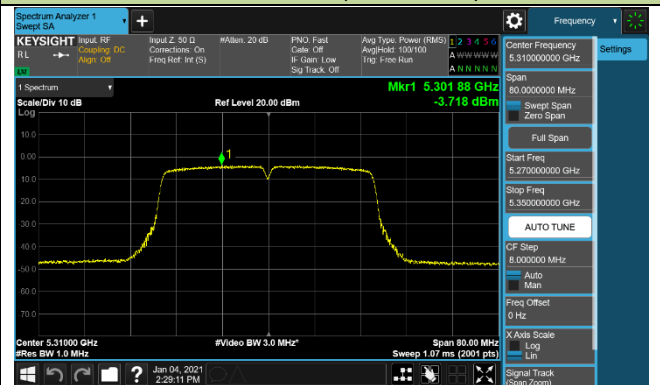 Spectrum Analyzer 1
Swept SA
Frequency
KEYSIGHT
RL
Input: RF
Coupling: DC
Align: Off
Input Z: 50 Ω
Corrections: On
Freq Ref: Int (S)
#Atten: 20 dB
PNO: Fast
Gate: Off
IF Gain: Low
Sig Track: Off
Avg Type: Power (RMS)
Avg|Hold: 100/100
Trig: Free Run
1 2 3 4 5 6
A W W W W W
A N N N N N
1 Spectrum
Mkr1 5.301 88 GHz
Scale/Div 10 dB
Ref Level 20.00 dBm
-3.718 dBm
Log
10.0
0.00
1
-10.0
-20.0
-30.0
-40.0
-50.0
-60.0
-70.0
Center 5.31000 GHz
#Video BW 3.0 MHz*
Span 80.00 MHz
#Res BW 1.0 MHz
Sweep 1.07 ms (2001 pts)
Center Frequency
5.310000000 GHz
Settings
Span
80.0000000 MHz
Swept Span
Zero Span
Full Span
Start Freq
5.270000000 GHz
Stop Freq
5.350000000 GHz
AUTO TUNE
CF Step
8.000000 MHz
Auto
Man
Freq Offset
0 Hz
X Axis Scale
Log
Lin
Signal Track
(Span Zoom)
?
Jan 04, 2021
2:29:11 PM